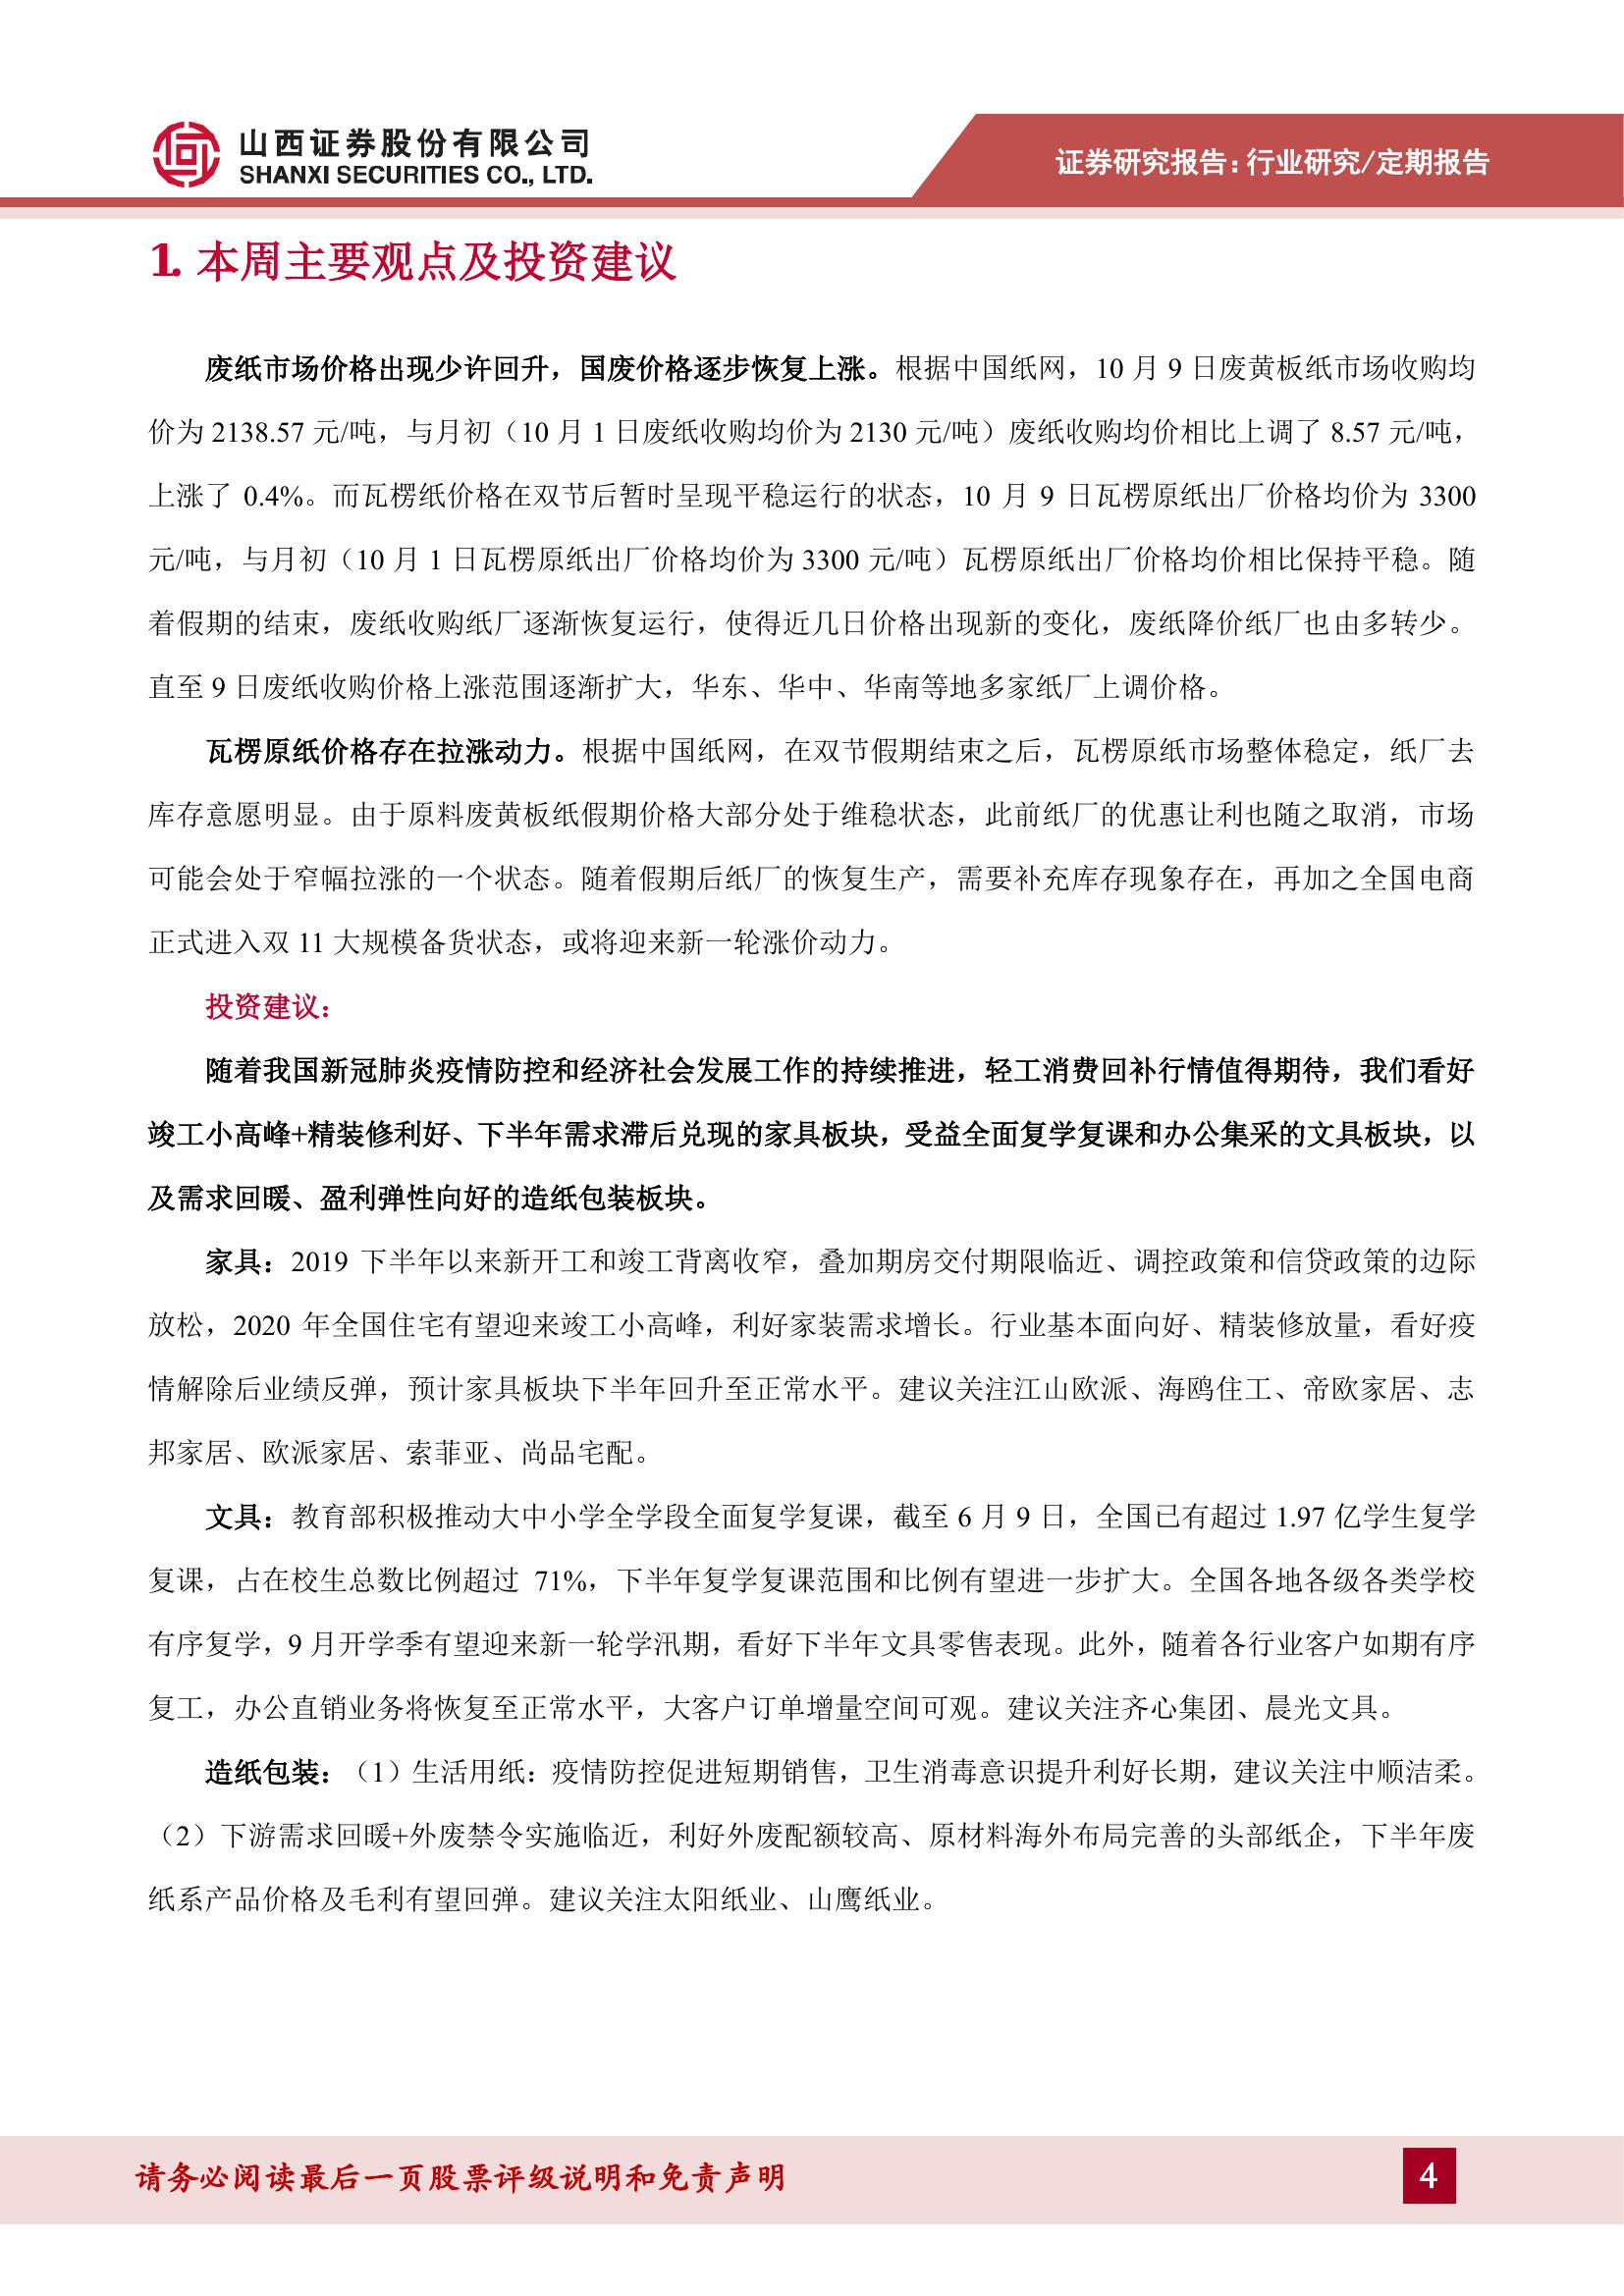 山西证券股份有限公司
SHANXI SECURITIES CO., LTD.
证券研究报告：行业研究/定期报告
1. 本周主要观点及投资建议
废纸市场价格出现少许回升，国废价格逐步恢复上涨。根据中国纸网，10 月 9 日废黄板纸市场收购均
价为 2138.57 元/吨，与月初（10 月 1 日废纸收购均价为 2130 元/吨）废纸收购均价相比上调了 8.57 元/吨，
上涨了 0.4%。而瓦楞纸价格在双节后暂时呈现平稳运行的状态，10 月 9 日瓦楞原纸出厂价格均价为 3300
元/吨，与月初（10 月 1 日瓦楞原纸出厂价格均价为 3300 元/吨）瓦楞原纸出厂价格均价相比保持平稳。随
着假期的结束，废纸收购纸厂逐渐恢复运行，使得近几日价格出现新的变化，废纸降价纸厂也由多转少。
直至 9 日废纸收购价格上涨范围逐渐扩大，华东、华中、华南等地多家纸厂上调价格。
瓦楞原纸价格存在拉涨动力。根据中国纸网，在双节假期结束之后，瓦楞原纸市场整体稳定，纸厂去
库存意愿明显。由于原料废黄板纸假期价格大部分处于维稳状态，此前纸厂的优惠让利也随之取消，市场
可能会处于窄幅拉涨的一个状态。随着假期后纸厂的恢复生产，需要补充库存现象存在，再加之全国电商
正式进入双 11 大规模备货状态，或将迎来新一轮涨价动力。
投资建议：
随着我国新冠肺炎疫情防控和经济社会发展工作的持续推进，轻工消费回补行情值得期待，我们看好
竣工小高峰+精装修利好、下半年需求滞后兑现的家具板块，受益全面复学复课和办公集采的文具板块，以
及需求回暖、盈利弹性向好的造纸包装板块。
家具：2019 下半年以来新开工和竣工背离收窄，叠加期房交付期限临近、调控政策和信贷政策的边际
放松，2020 年全国住宅有望迎来竣工小高峰，利好家装需求增长。行业基本面向好、精装修放量，看好疫
情解除后业绩反弹，预计家具板块下半年回升至正常水平。建议关注江山欧派、海鸥住工、帝欧家居、志
邦家居、欧派家居、索菲亚、尚品宅配。
文具：教育部积极推动大中小学全学段全面复学复课，截至 6 月 9 日，全国已有超过 1.97 亿学生复学
复课，占在校生总数比例超过 71%，下半年复学复课范围和比例有望进一步扩大。全国各地各级各类学校
有序复学，9 月开学季有望迎来新一轮学汛期，看好下半年文具零售表现。此外，随着各行业客户如期有序
复工，办公直销业务将恢复至正常水平，大客户订单增量空间可观。建议关注齐心集团、晨光文具。
造纸包装：（1）生活用纸：疫情防控促进短期销售，卫生消毒意识提升利好长期，建议关注中顺洁柔。
（2）下游需求回暖+外废禁令实施临近，利好外废配额较高、原材料海外布局完善的头部纸企，下半年废
纸系产品价格及毛利有望回弹。建议关注太阳纸业、山鹰纸业。
请务必阅读最后一页股票评级说明和免责声明
4